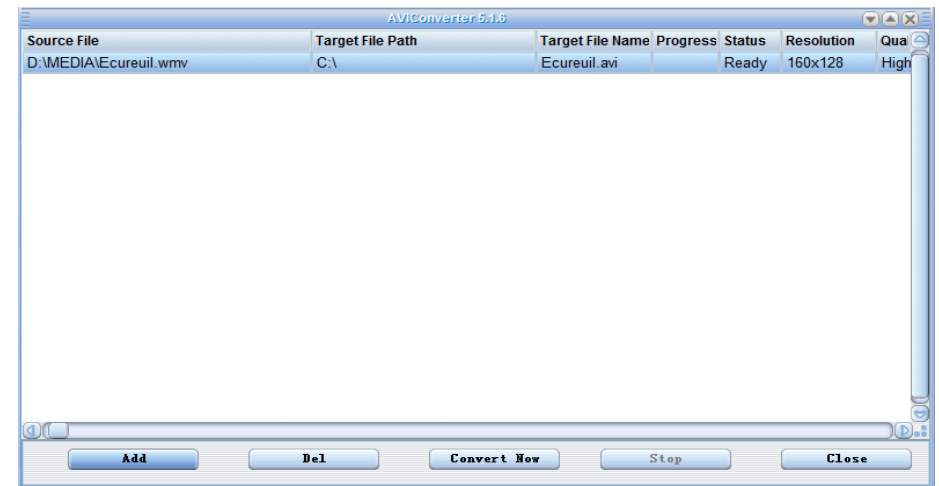 AVIConverter 5.1.6
Source File Target File Path Target File Name Progress Status Resolution Qual
D:\MEDIA\Ecureuil.wmv C:\ Ecureuil.avi Ready 160x128 High
Add Del Convert Now Stop Close